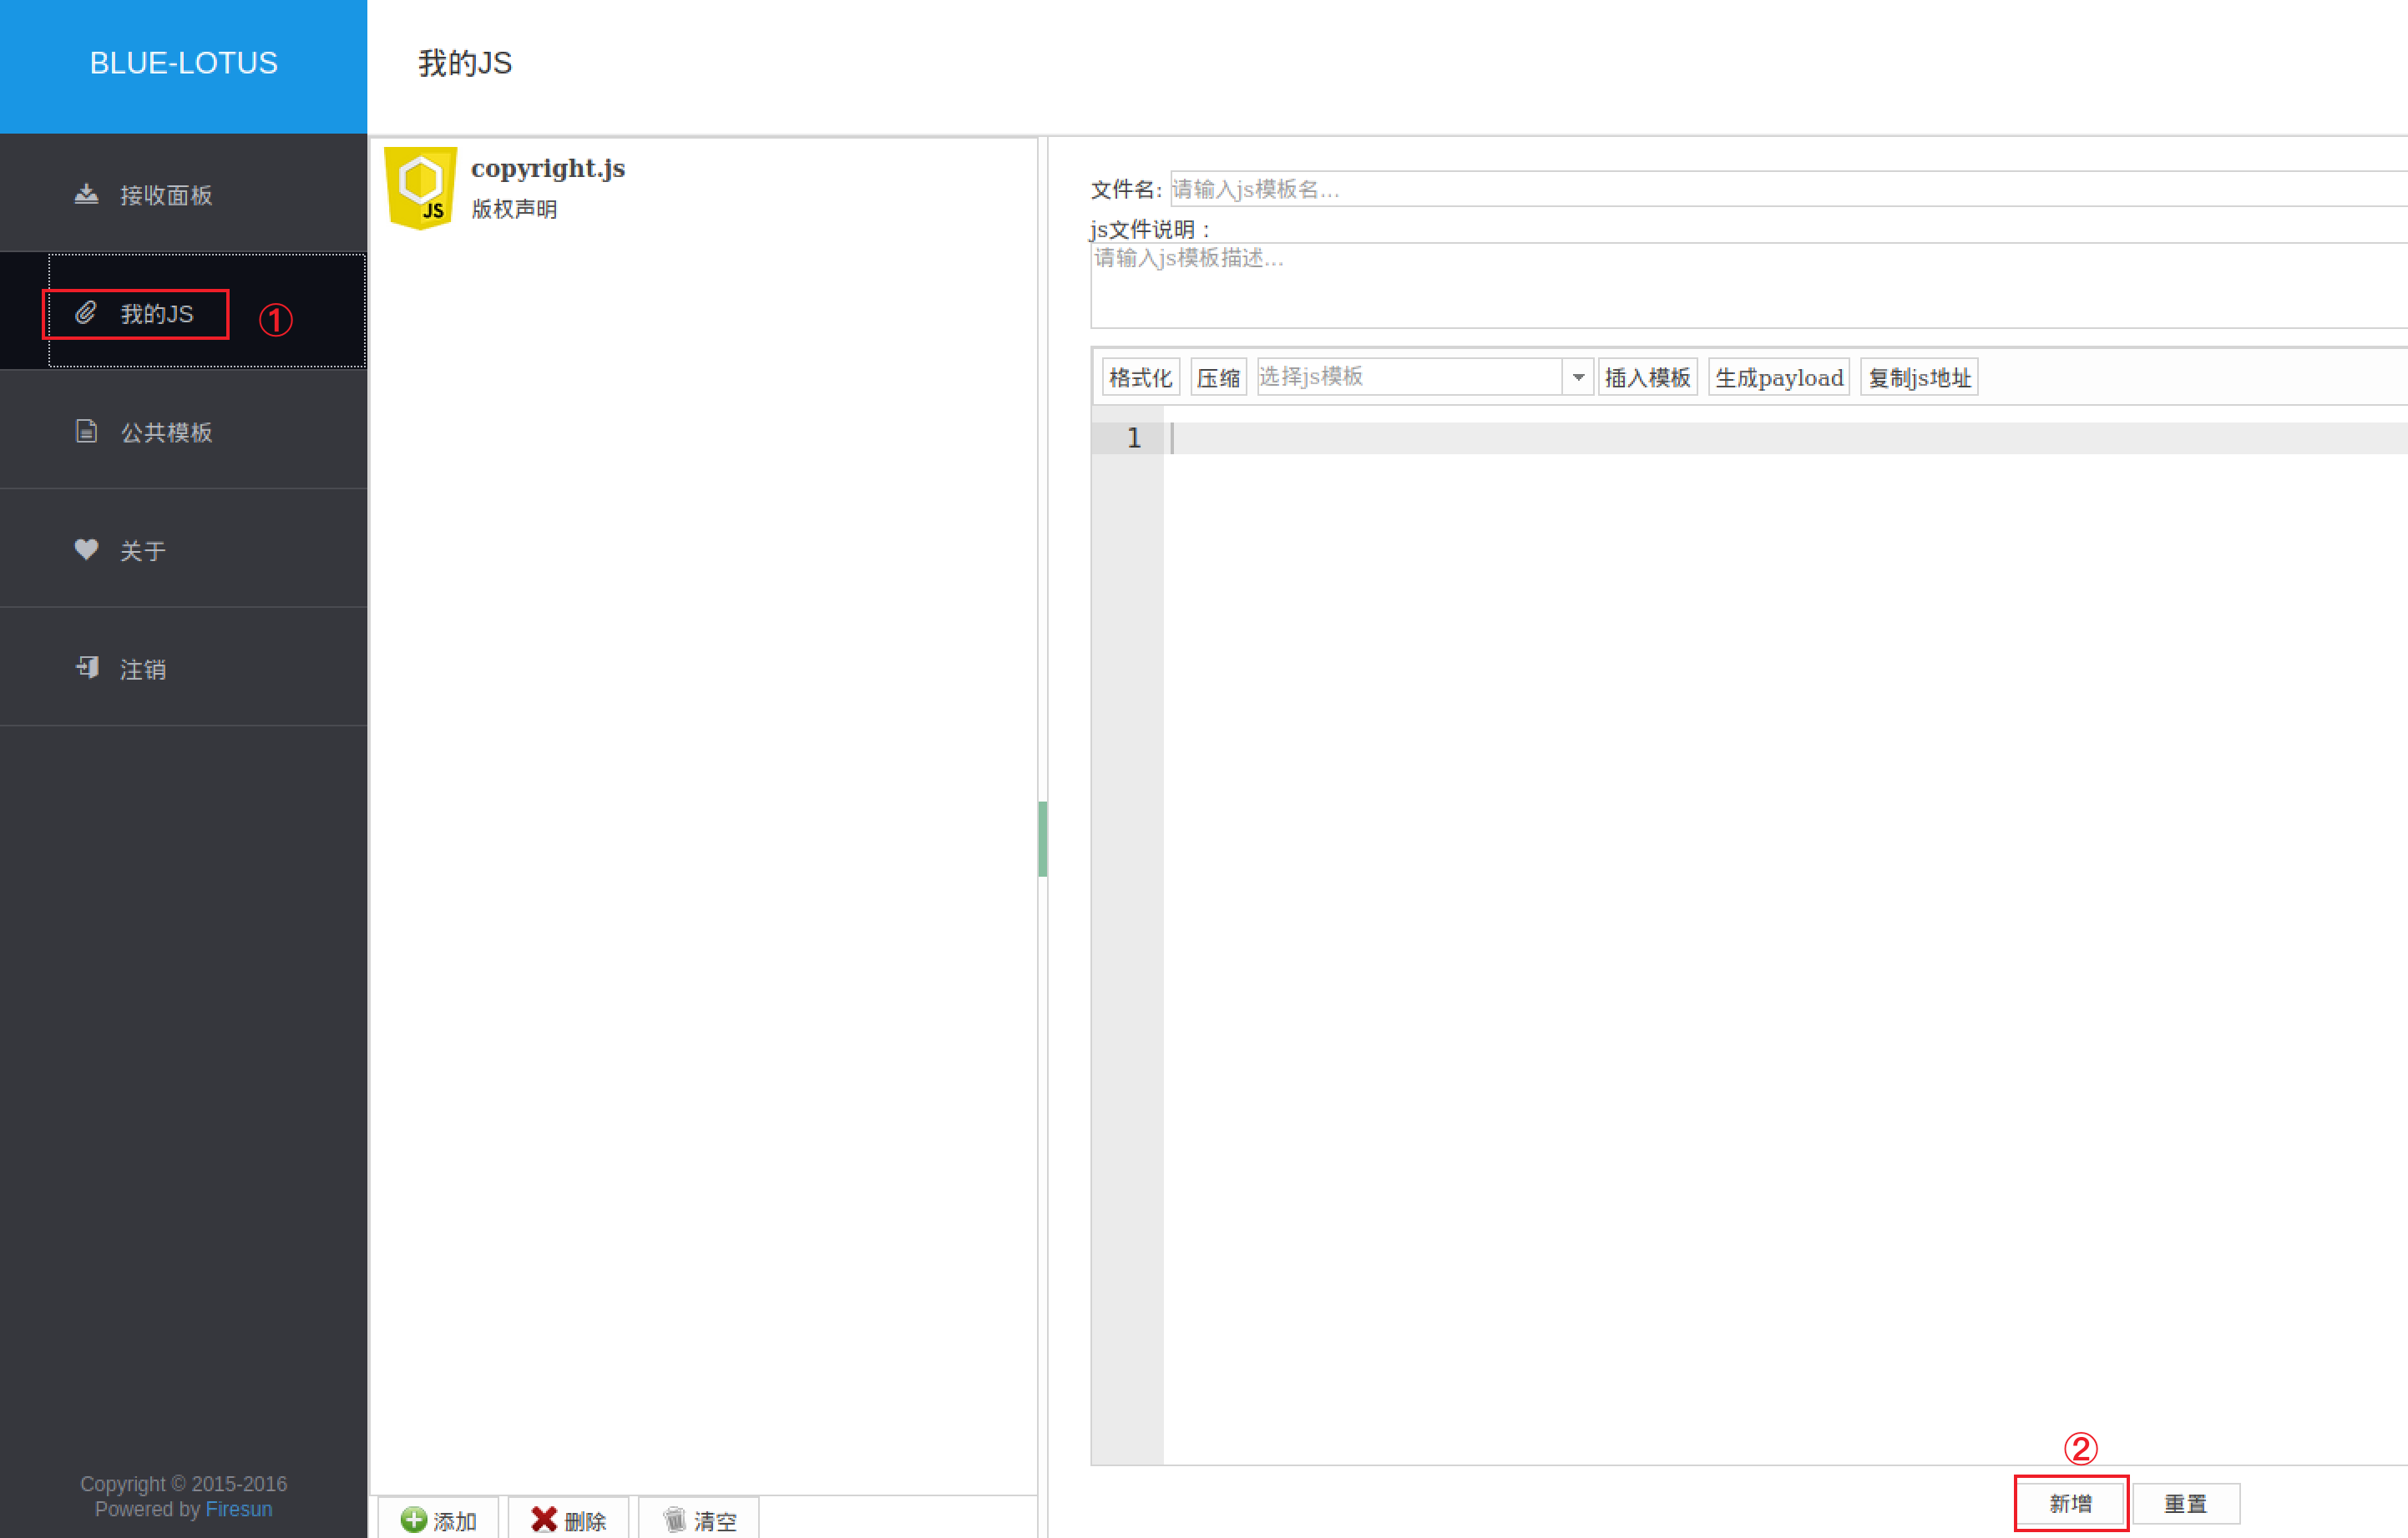 BLUE-LOTUS
我的JS
接收面板
我的JS ①
公共模板
关于
注销
Copyright © 2015-2016
Powered by Firesun
JS
copyright.js
版权声明
添加 删除 清空
文件名: 请输入js模板名...
js文件说明：
请输入js模板描述...
格式化 压缩 选择js模板 插入模板 生成payload 复制js地址
1
②
新增 重置